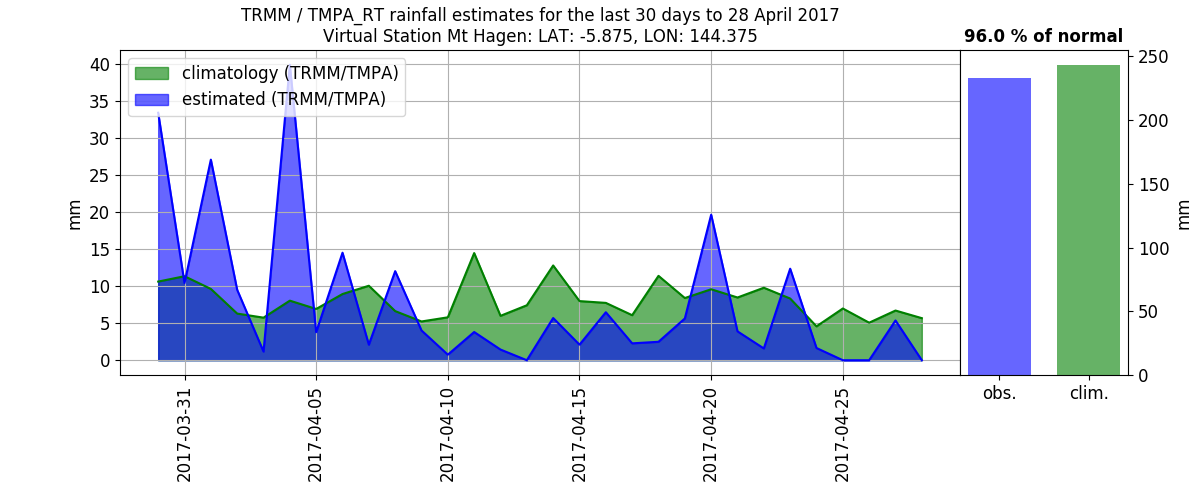 TRMM / TMPA_RT rainfall estimates for the last 30 days to 28 April 2017
Virtual Station Mt Hagen: LAT: -5.875, LON: 144.375
96.0 % of normal
climatology (TRMM/TMPA)
estimated (TRMM/TMPA)
mm
40
35
30
25
20
15
10
5
0
2017-03-31
2017-04-05
2017-04-10
2017-04-15
2017-04-20
2017-04-25
250
200
150
100
50
0
mm
obs.
clim.